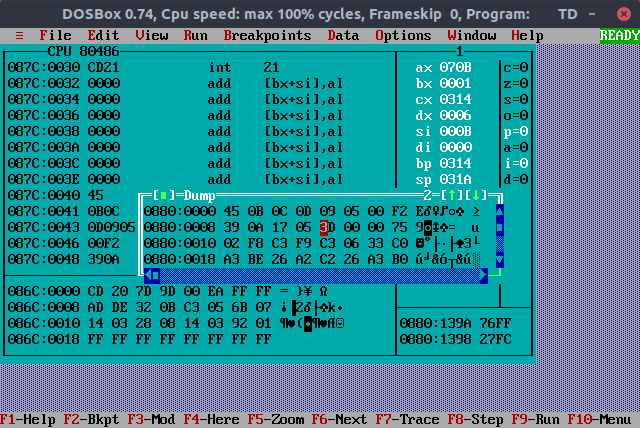 DOSBox 0.74, Cpu speed: max 100% cycles, Frameskip 0, Program: TD
≡ File Edit View Run Breakpoints Data Options Window Help READY
CPU 80486 1
087C:0030 CD21 int 21 ax 070B c=0
087C:0032 0000 add [bx+si],al bx 0001 z=0
087C:0034 0000 add [bx+si],al cx 0314 s=0
087C:0036 0000 add [bx+si],al dx 0006 o=0
087C:0038 0000 add [bx+si],al si 000B p=0
087C:003A 0000 add [bx+si],al di 0000 a=0
087C:003C 0000 add [bx+si],al bp 0314 i=0
087C:003E 0000 add [bx+si],al sp 031A d=0
087C:0040 45
[■]=Dump 2=[↑][↓]
087C:0041 0B0C 0880:0000 45 0B 0C 0D 09 05 00 F2 E♂♀♪○♣ ≥
087C:0043 0D0905 0880:0008 39 0A 17 05 3D 00 00 75 9◙↨♣= u
087C:0046 00F2 0880:0010 02 F8 C3 F9 C3 06 33 C0 ☻°├∙├♠3└
087C:0048 390A 0880:0018 A3 BE 26 A2 C2 26 A3 B0 ú╛&ó┬&ú
086C:0000 CD 20 7D 9D 00 EA FF FF = }¥ Ω
086C:0008 AD DE 32 0B C3 05 6B 07 ¡▐2♂├♣k•
086C:0010 14 03 28 08 14 03 92 01 ¶♥(◘¶♥Æ☺ 0880:139A 76FF
086C:0018 FF FF FF FF FF FF FF FF 0880:1398 27FC
F1-Help F2-Bkpt F3-Mod F4-Here F5-Zoom F6-Next F7-Trace F8-Step F9-Run F10-Menu